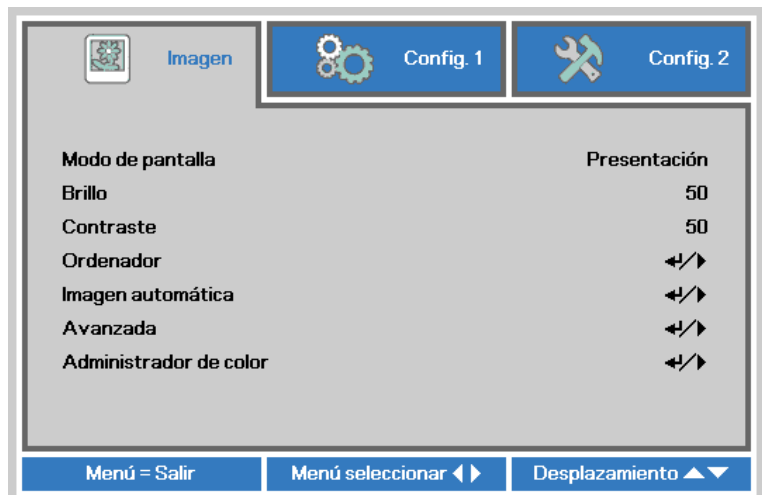 Imagen
Config. 1
Config. 2
Modo de pantalla Presentación
Brillo 50
Contraste 50
Ordenador ↵/▶
Imagen automática ↵/▶
Avanzada ↵/▶
Administrador de color ↵/▶
Menú = Salir
Menú seleccionar ◀ ▶
Desplazamiento ▲▼